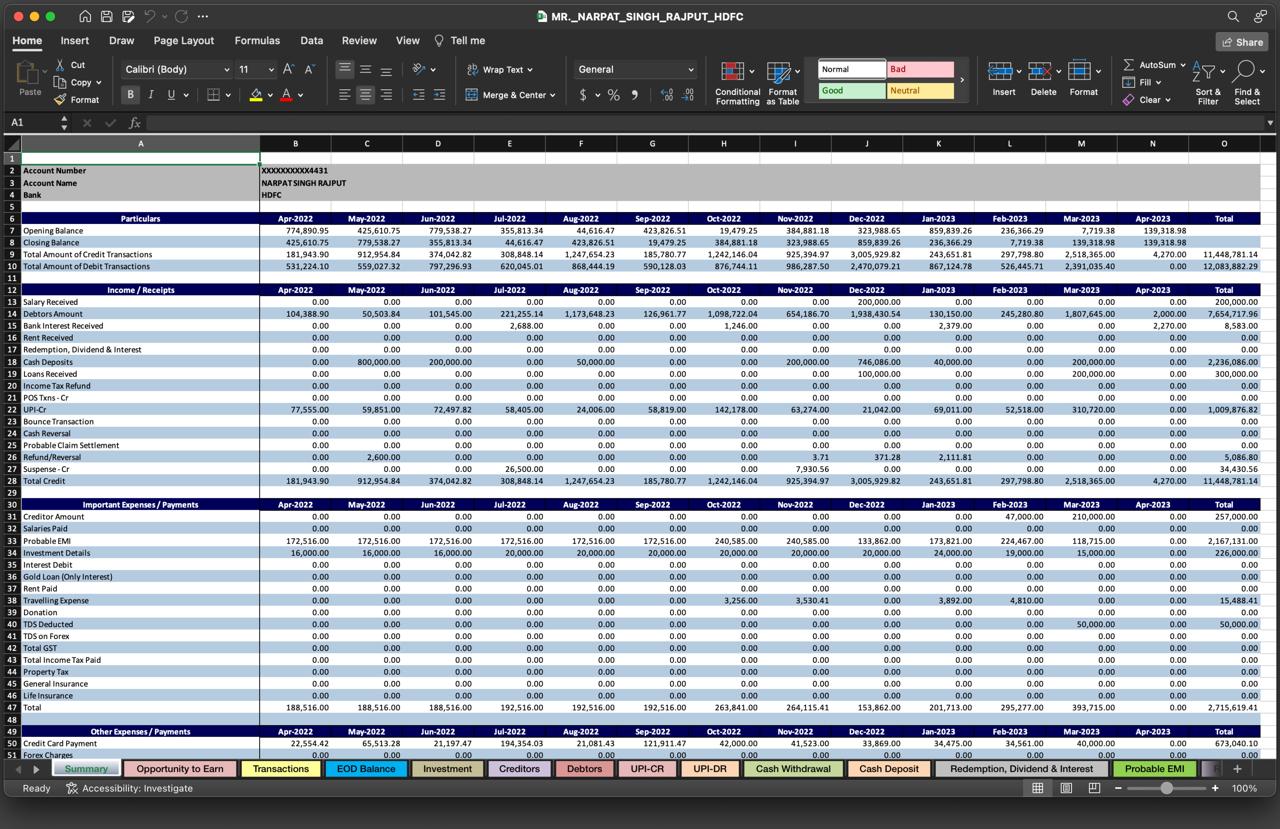 MR._NARPAT_SINGH_RAJPUT_HDFC
Home Insert Draw Page Layout Formulas Data Review View Tell me Share
Paste Cut Copy Format
Calibri (Body) 11
B I U A
Wrap Text
Merge & Center
General
$ % 9
Conditional Formatting
Format as Table
Normal Bad
Good Neutral
Insert Delete Format
AutoSum
Fill
Clear
Sort & Filter
Find & Select
A1 fx
A B C D E F G H I J K L M N O
1
2 Account Number XXXXXXXXXX4431
3 Account Name NARPAT SINGH RAJPUT
4 Bank HDFC
5
6 Particulars Apr-2022 May-2022 Jun-2022 Jul-2022 Aug-2022 Sep-2022 Oct-2022 Nov-2022 Dec-2022 Jan-2023 Feb-2023 Mar-2023 Apr-2023 Total
7 Opening Balance 774,890.95 425,610.75 779,538.27 355,813.34 44,616.47 423,826.51 19,479.25 384,881.18 323,988.65 859,839.26 236,366.29 7,719.38 139,318.98
8 Closing Balance 425,610.75 779,538.27 355,813.34 44,616.47 423,826.51 19,479.25 384,881.18 323,988.65 859,839.26 236,366.29 7,719.38 139,318.98 139,318.98
9 Total Amount of Credit Transactions 181,943.90 912,954.84 374,042.82 308,848.14 1,247,654.23 185,780.77 1,242,146.04 925,394.97 3,005,929.82 243,651.81 297,798.80 2,518,365.00 4,270.00 11,448,781.14
10 Total Amount of Debit Transactions 531,224.10 559,027.32 797,296.93 620,045.01 868,444.19 590,128.03 876,744.11 986,287.50 2,470,079.21 867,124.78 526,445.71 2,391,035.40 0.00 12,083,882.29
11
12 Income / Receipts Apr-2022 May-2022 Jun-2022 Jul-2022 Aug-2022 Sep-2022 Oct-2022 Nov-2022 Dec-2022 Jan-2023 Feb-2023 Mar-2023 Apr-2023 Total
13 Salary Received 0.00 0.00 0.00 0.00 0.00 0.00 0.00 0.00 200,000.00 0.00 0.00 0.00 0.00 200,000.00
14 Debtors Amount 104,388.90 50,503.84 101,545.00 221,255.14 1,173,648.23 126,961.77 1,098,722.04 654,186.70 1,938,430.54 130,150.00 245,280.80 1,807,645.00 2,000.00 7,654,717.96
15 Bank Interest Received 0.00 0.00 0.00 2,688.00 0.00 0.00 1,246.00 0.00 0.00 2,379.00 0.00 0.00 2,270.00 8,583.00
16 Rent Received 0.00 0.00 0.00 0.00 0.00 0.00 0.00 0.00 0.00 0.00 0.00 0.00 0.00 0.00
17 Redemption, Dividend & Interest 0.00 0.00 0.00 0.00 0.00 0.00 0.00 0.00 0.00 0.00 0.00 0.00 0.00 0.00
18 Cash Deposits 0.00 800,000.00 200,000.00 0.00 50,000.00 0.00 0.00 200,000.00 746,086.00 40,000.00 0.00 200,000.00 0.00 2,236,086.00
19 Loans Received 0.00 0.00 0.00 0.00 0.00 0.00 0.00 0.00 100,000.00 0.00 0.00 200,000.00 0.00 300,000.00
20 Income Tax Refund 0.00 0.00 0.00 0.00 0.00 0.00 0.00 0.00 0.00 0.00 0.00 0.00 0.00 0.00
21 POS Txns - Cr 0.00 0.00 0.00 0.00 0.00 0.00 0.00 0.00 0.00 0.00 0.00 0.00 0.00 0.00
22 UPI-Cr 77,555.00 59,851.00 72,497.82 58,405.00 24,006.00 58,819.00 142,178.00 63,274.00 21,042.00 69,011.00 52,518.00 310,720.00 0.00 1,009,876.82
23 Bounce Transaction 0.00 0.00 0.00 0.00 0.00 0.00 0.00 0.00 0.00 0.00 0.00 0.00 0.00 0.00
24 Cash Reversal 0.00 0.00 0.00 0.00 0.00 0.00 0.00 0.00 0.00 0.00 0.00 0.00 0.00 0.00
25 Probable Claim Settlement 0.00 0.00 0.00 0.00 0.00 0.00 0.00 0.00 0.00 0.00 0.00 0.00 0.00 0.00
26 Refund/Reversal 0.00 2,600.00 0.00 0.00 0.00 0.00 0.00 3.71 371.28 2,111.81 0.00 0.00 0.00 5,086.80
27 Suspense - Cr 0.00 0.00 0.00 26,500.00 0.00 0.00 0.00 7,930.56 0.00 0.00 0.00 0.00 0.00 34,430.56
28 Total Credit 181,943.90 912,954.84 374,042.82 308,848.14 1,247,654.23 185,780.77 1,242,146.04 925,394.97 3,005,929.82 243,651.81 297,798.80 2,518,365.00 4,270.00 11,448,781.14
29
30 Important Expenses / Payments Apr-2022 May-2022 Jun-2022 Jul-2022 Aug-2022 Sep-2022 Oct-2022 Nov-2022 Dec-2022 Jan-2023 Feb-2023 Mar-2023 Apr-2023 Total
31 Creditor Amount 0.00 0.00 0.00 0.00 0.00 0.00 0.00 0.00 0.00 0.00 47,000.00 210,000.00 0.00 257,000.00
32 Salaries Paid 0.00 0.00 0.00 0.00 0.00 0.00 0.00 0.00 0.00 0.00 0.00 0.00 0.00 0.00
33 Probable EMI 172,516.00 172,516.00 172,516.00 172,516.00 172,516.00 172,516.00 240,585.00 240,585.00 133,862.00 173,821.00 224,467.00 118,715.00 0.00 2,167,131.00
34 Investment Details 16,000.00 16,000.00 16,000.00 20,000.00 20,000.00 20,000.00 20,000.00 20,000.00 20,000.00 24,000.00 19,000.00 15,000.00 0.00 226,000.00
35 Interest Debit 0.00 0.00 0.00 0.00 0.00 0.00 0.00 0.00 0.00 0.00 0.00 0.00 0.00 0.00
36 Gold Loan (Only Interest) 0.00 0.00 0.00 0.00 0.00 0.00 0.00 0.00 0.00 0.00 0.00 0.00 0.00 0.00
37 Rent Paid 0.00 0.00 0.00 0.00 0.00 0.00 0.00 0.00 0.00 0.00 0.00 0.00 0.00 0.00
38 Travelling Expense 0.00 0.00 0.00 0.00 0.00 0.00 3,256.00 3,530.41 0.00 3,892.00 4,810.00 0.00 0.00 15,488.41
39 Donation 0.00 0.00 0.00 0.00 0.00 0.00 0.00 0.00 0.00 0.00 0.00 0.00 0.00 0.00
40 TDS Deducted 0.00 0.00 0.00 0.00 0.00 0.00 0.00 0.00 0.00 0.00 0.00 50,000.00 0.00 50,000.00
41 TDS on Forex 0.00 0.00 0.00 0.00 0.00 0.00 0.00 0.00 0.00 0.00 0.00 0.00 0.00 0.00
42 Total GST 0.00 0.00 0.00 0.00 0.00 0.00 0.00 0.00 0.00 0.00 0.00 0.00 0.00 0.00
43 Total Income Tax Paid 0.00 0.00 0.00 0.00 0.00 0.00 0.00 0.00 0.00 0.00 0.00 0.00 0.00 0.00
44 Property Tax 0.00 0.00 0.00 0.00 0.00 0.00 0.00 0.00 0.00 0.00 0.00 0.00 0.00 0.00
45 General Insurance 0.00 0.00 0.00 0.00 0.00 0.00 0.00 0.00 0.00 0.00 0.00 0.00 0.00 0.00
46 Life Insurance 0.00 0.00 0.00 0.00 0.00 0.00 0.00 0.00 0.00 0.00 0.00 0.00 0.00 0.00
47 Total 188,516.00 188,516.00 188,516.00 192,516.00 192,516.00 192,516.00 263,841.00 264,115.41 153,862.00 201,713.00 295,277.00 393,715.00 0.00 2,715,619.41
48
49 Other Expenses / Payments Apr-2022 May-2022 Jun-2022 Jul-2022 Aug-2022 Sep-2022 Oct-2022 Nov-2022 Dec-2022 Jan-2023 Feb-2023 Mar-2023 Apr-2023 Total
50 Credit Card Payment 22,554.42 65,513.28 21,197.47 194,354.03 21,081.43 121,911.47 42,000.00 41,523.00 33,869.00 34,475.00 34,561.00 40,000.00 0.00 673,040.10
51 Forex Charges 0.00 0.00 0.00 0.00 0.00 0.00 0.00 0.00 0.00 0.00 0.00 0.00 0.00 0.00
Summary Opportunity to Earn Transactions EOD Balance Investment Creditors Debtors UPI-CR UPI-DR Cash Withdrawal Cash Deposit Redemption, Dividend & Interest Probable EMI
Ready Accessibility: Investigate 100%